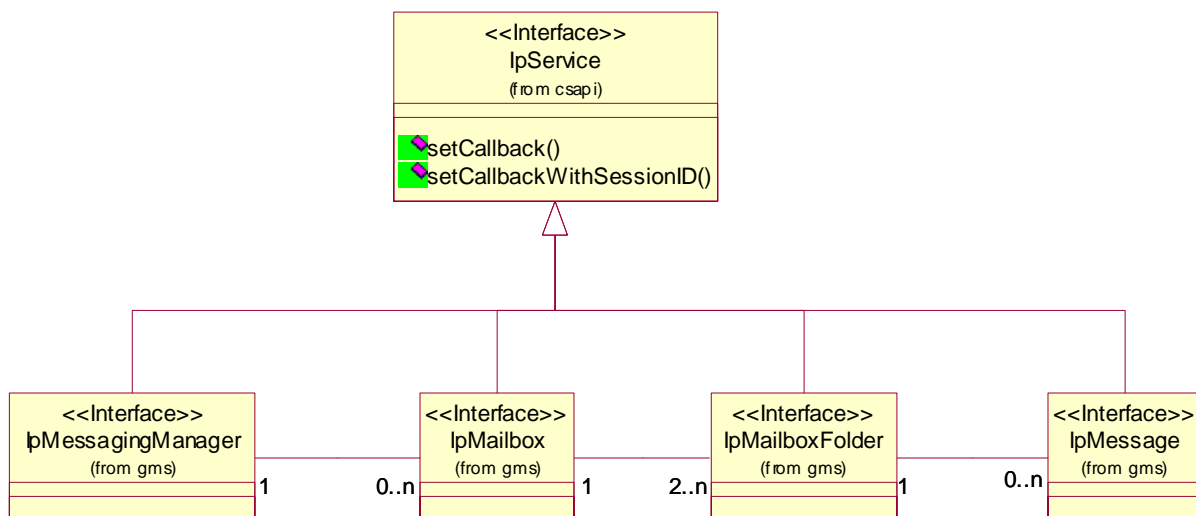 <<Interface>>
IpService
(from csapi)
setCallback()
setCallbackWithSessionID()
<<Interface>>
IpMessagingManager
(from gms)
<<Interface>>
IpMailbox
(from gms)
<<Interface>>
IpMailboxFolder
(from gms)
<<Interface>>
IpMessage
(from gms)
1
0..n
1
2..n
1
0..n